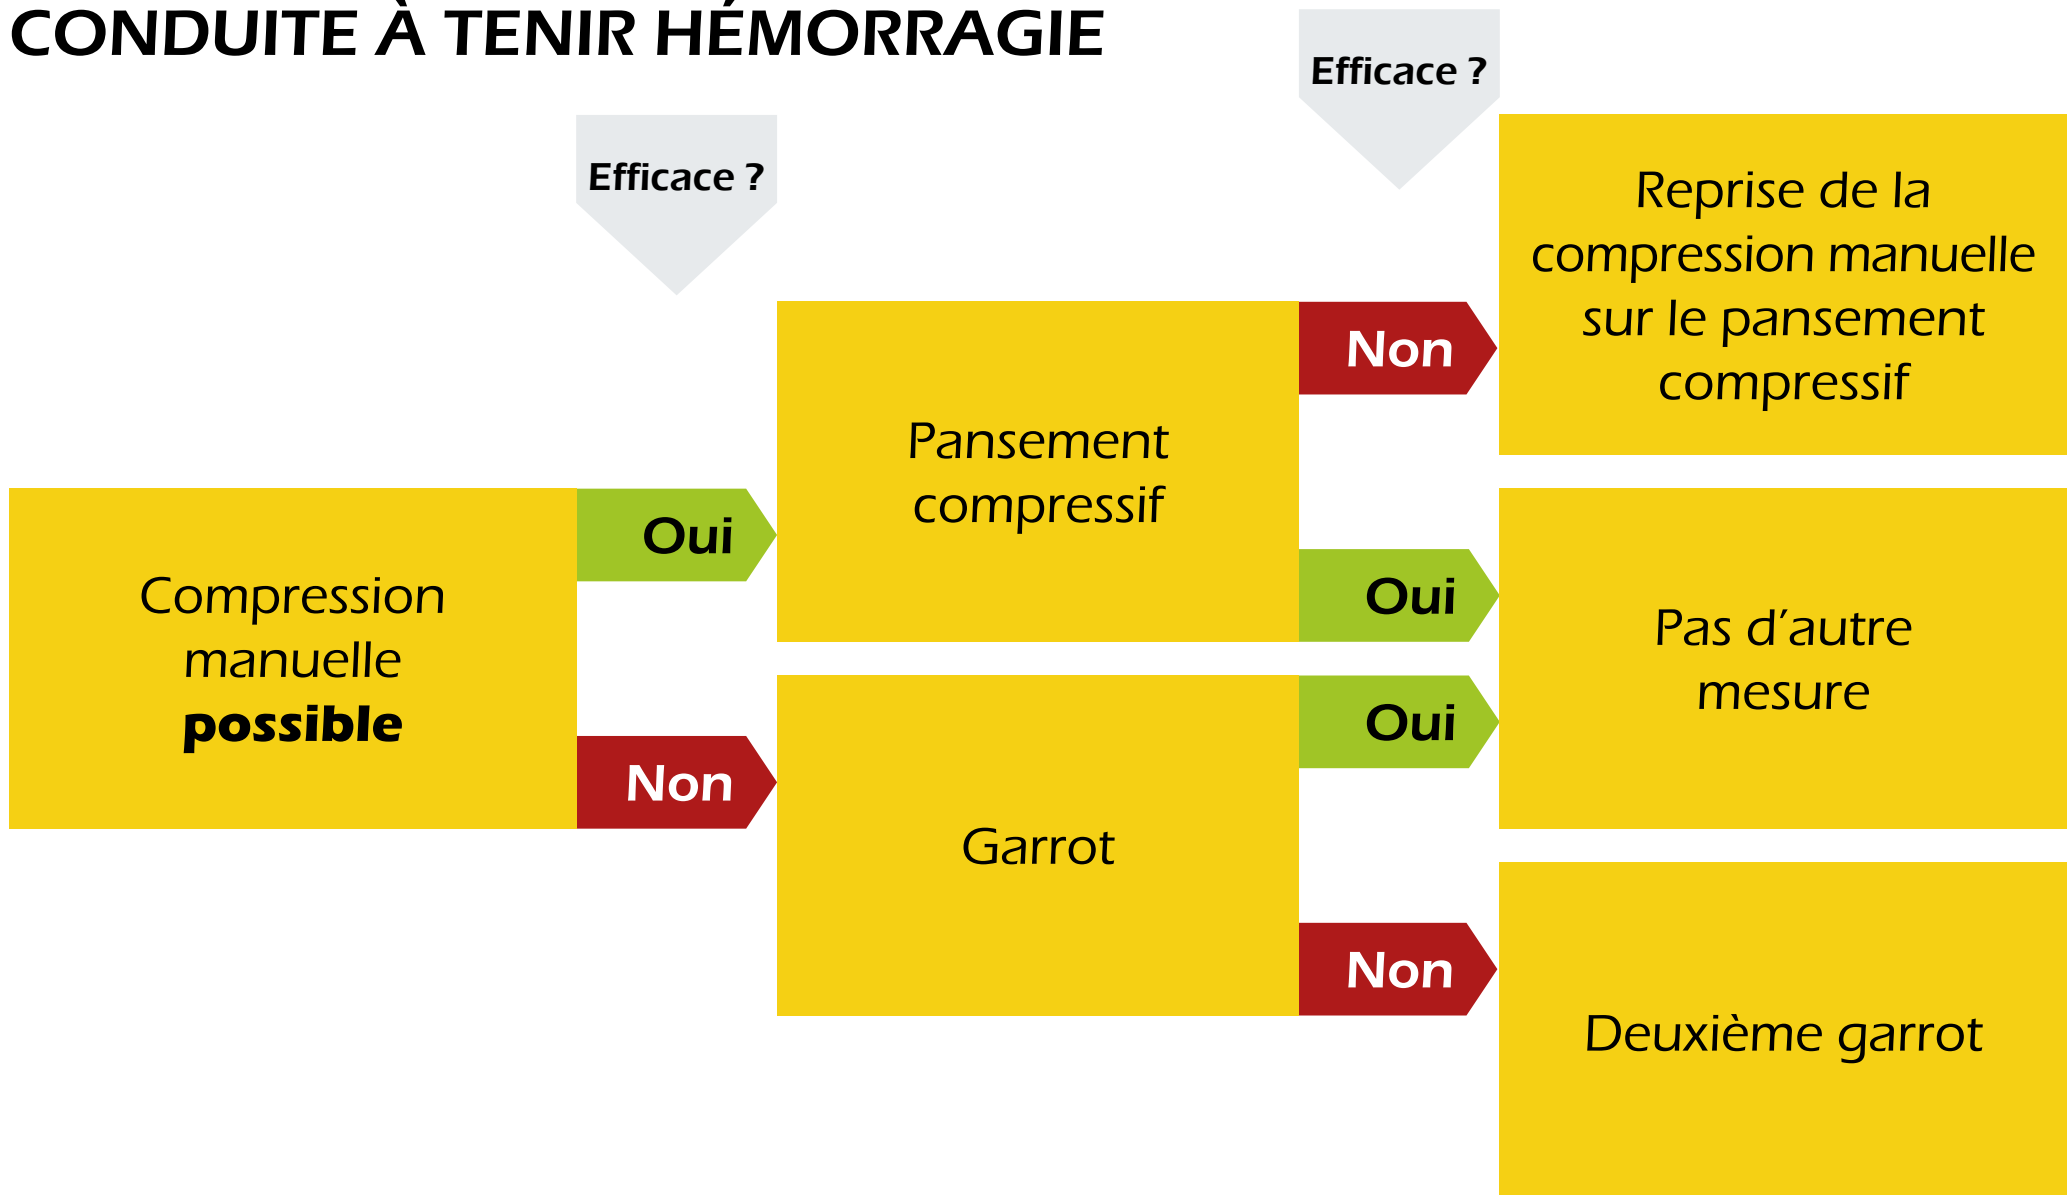 CONDUITE À TENIR HÉMORRAGIE
Efficace ?
Efficace ?
Compression
manuelle
possible
Oui
Non
Pansement
compressif
Garrot
Non
Oui
Oui
Non
Reprise de la
compression manuelle
sur le pansement
compressif
Pas d’autre
mesure
Deuxième garrot